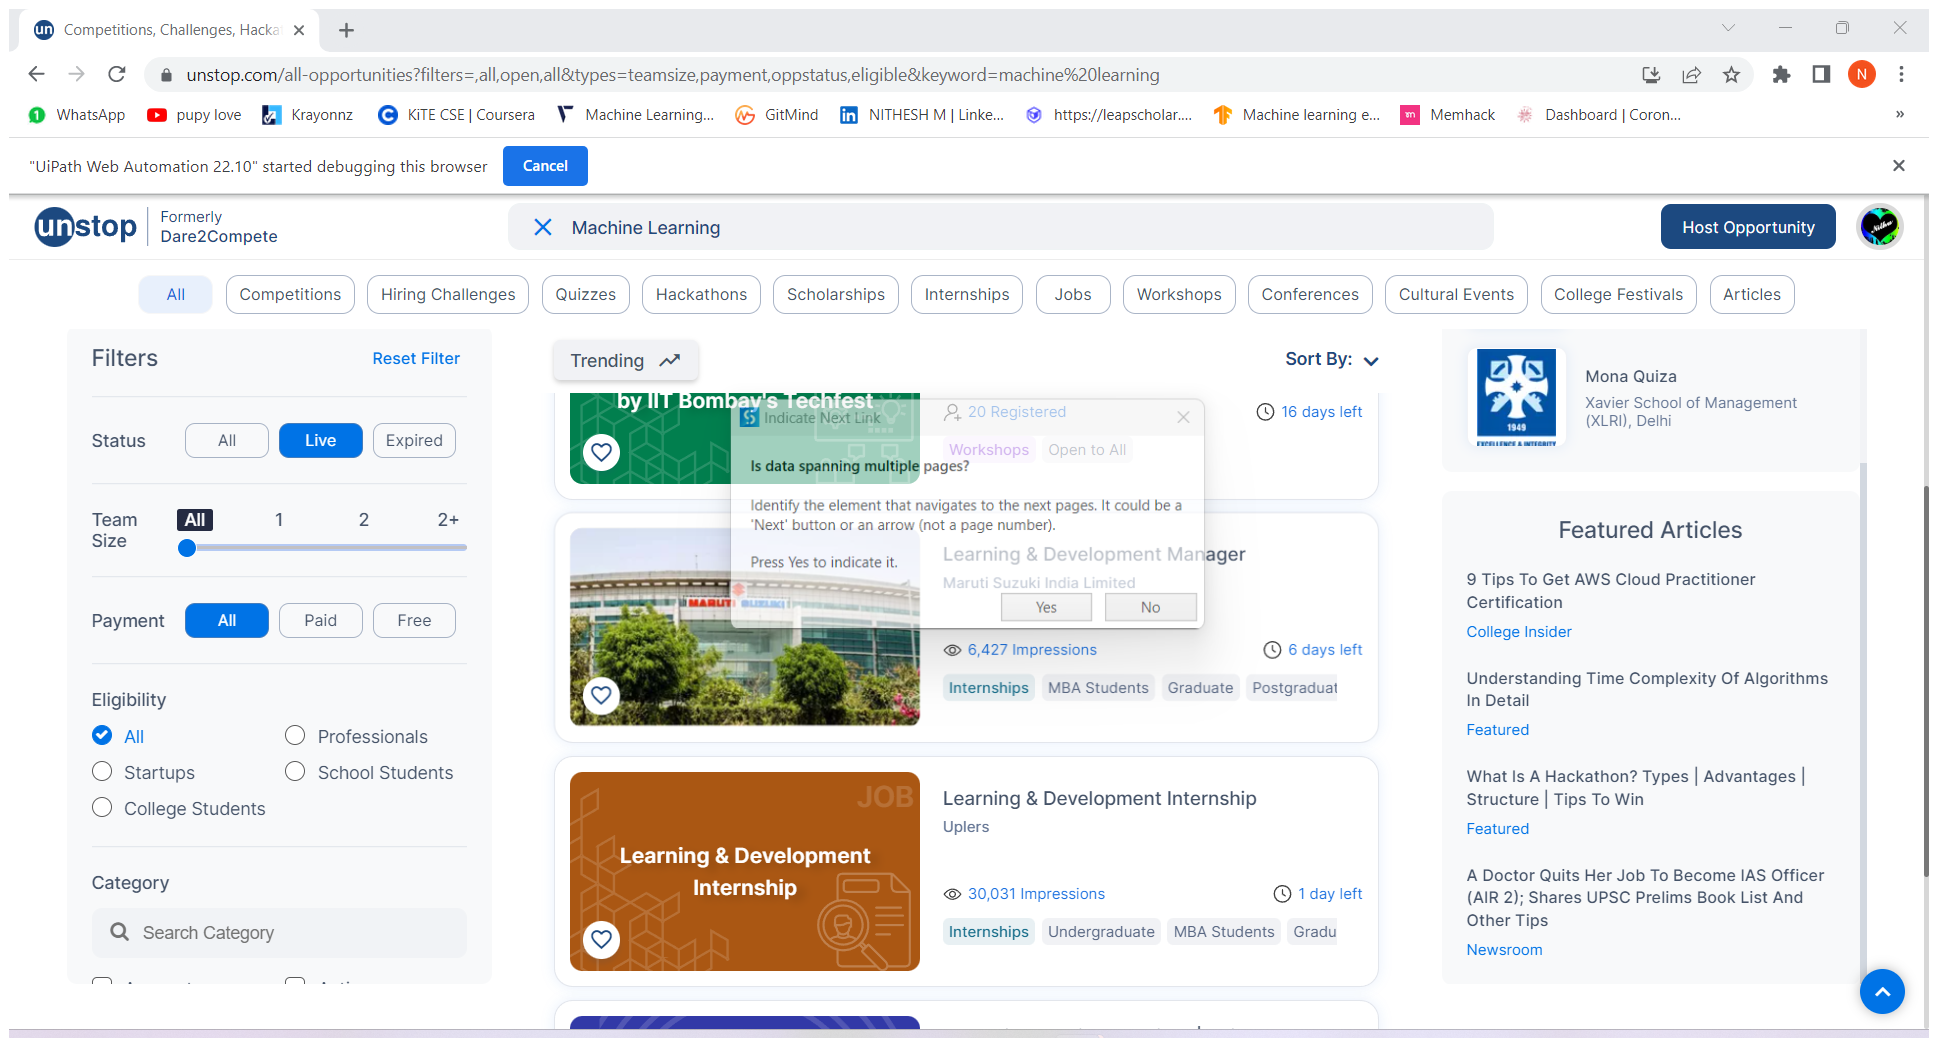 un Competitions, Challenges, Hacka
unstop.com/all-opportunities?filters=,all,open,all&types=teamsize,payment,oppstatus,eligible&keyword=machine%20learning
N
1 WhatsApp pupy love Krayonnz C KiTE CSE | Coursera Machine Learning... GitMind in NITHESH M | Linke... https://leapscholar.... Machine learning e... m Memhack Dashboard | Coron... »
"UiPath Web Automation 22.10" started debugging this browser Cancel
unstop Formerly
Dare2Compete
Machine Learning
Host Opportunity
All Competitions Hiring Challenges Quizzes Hackathons Scholarships Internships Jobs Workshops Conferences Cultural Events College Festivals Articles
Filters Reset Filter
Status All Live Expired
Team
Size
All 1 2 2+
Payment All Paid Free
Eligibility
All Professionals
Startups School Students
College Students
Category
Search Category
Trending Sort By:
by IIT Bombay's Techfest
20 Registered 16 days left
Workshops Open to All
Indicate Next Link
Is data spanning multiple pages?
Identify the element that navigates to the next pages. It could be a
'Next' button or an arrow (not a page number).
Press Yes to indicate it.
Yes No
MARUTI SUZUKI
Learning & Development Manager
Maruti Suzuki India Limited
6,427 Impressions 6 days left
Internships MBA Students Graduate Postgraduat
JOB
Learning & Development
Internship
Learning & Development Internship
Uplers
30,031 Impressions 1 day left
Internships Undergraduate MBA Students Gradu
1949
EXCELLENCE & INTEGRITY
Mona Quiza
Xavier School of Management
(XLRI), Delhi
Featured Articles
9 Tips To Get AWS Cloud Practitioner
Certification
College Insider
Understanding Time Complexity Of Algorithms
In Detail
Featured
What Is A Hackathon? Types | Advantages |
Structure | Tips To Win
Featured
A Doctor Quits Her Job To Become IAS Officer
(AIR 2); Shares UPSC Prelims Book List And
Other Tips
Newsroom